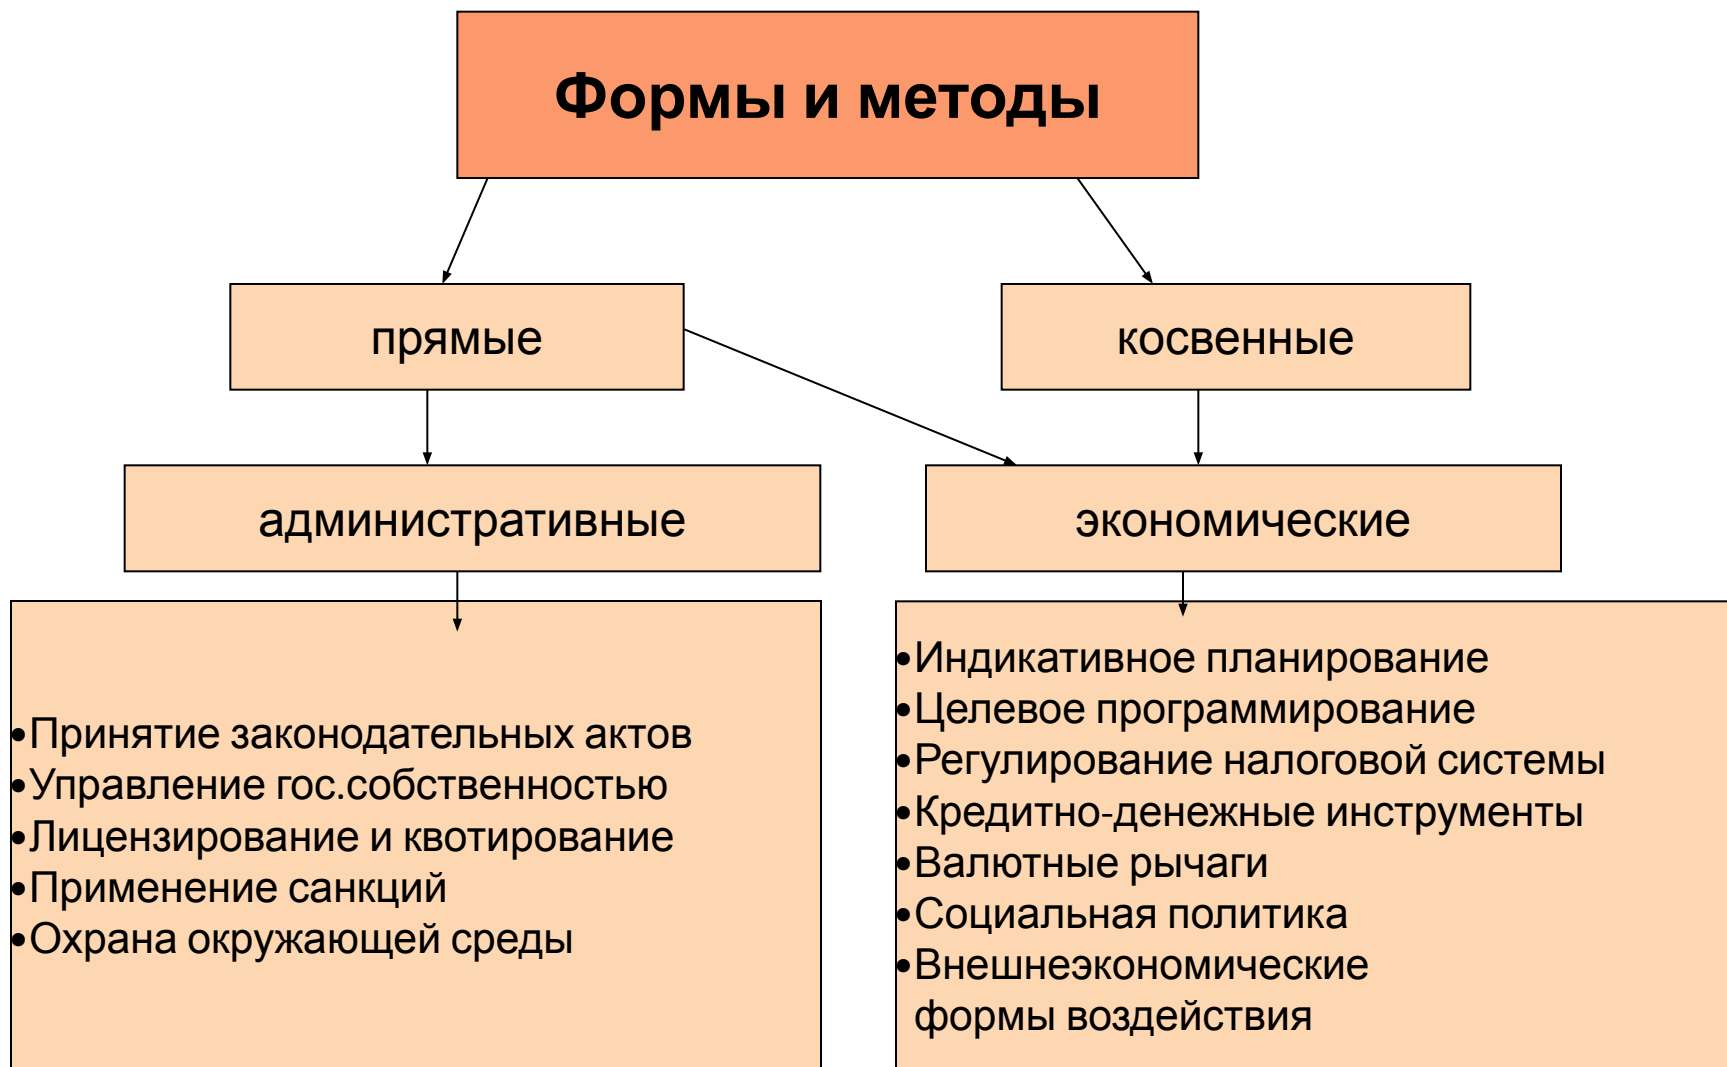 Формы и методы
прямые
косвенные
административные
экономические
•Принятие законодательных актов
•Управление гос.собственностью
•Лицензирование и квотирование
•Применение санкций
•Охрана окружающей среды
•Индикативное планирование
•Целевое программирование
•Регулирование налоговой системы
•Кредитно-денежные инструменты
•Валютные рычаги
•Социальная политика
•Внешнеэкономические
формы воздействия